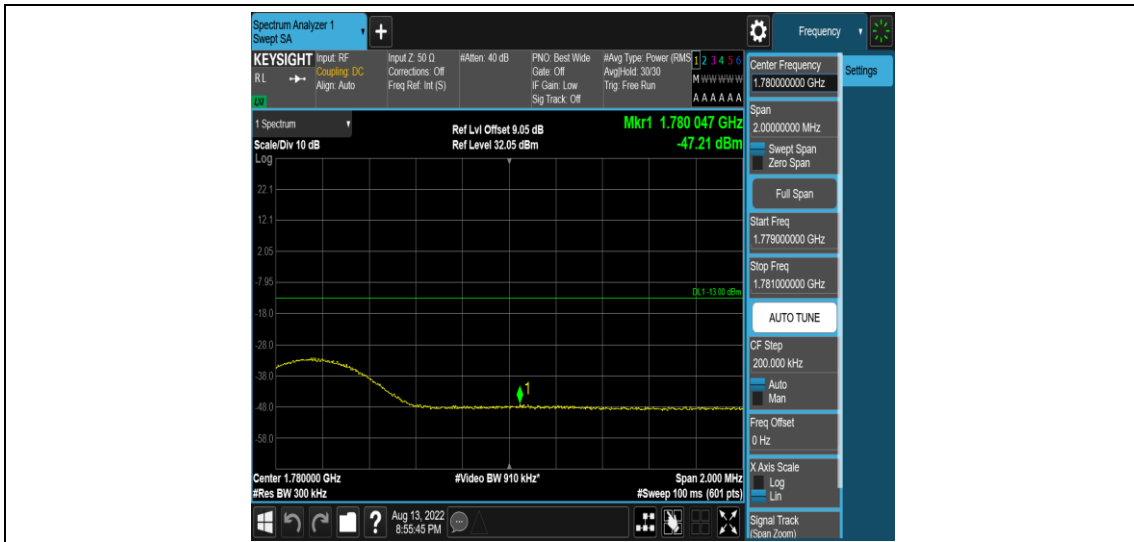 Spectrum Analyzer 1
Swept SA
+
Frequency
KEYSIGHT
RL
LXI
Input: RF
Coupling: DC
Align: Auto
Input Z: 50 Ω
Corrections: Off
Freq Ref: Int (S)
#Atten: 40 dB
PNO: Best Wide
Gate: Off
IF Gain: Low
Sig Track: Off
#Avg Type: Power (RMS
Avg|Hold: 30/30
Trig: Free Run
1 2 3 4 5 6
M W W W W W
A A A A A A
1 Spectrum
Scale/Div 10 dB
Ref Lvl Offset 9.05 dB
Ref Level 32.05 dBm
Mkr1 1.780 047 GHz
-47.21 dBm
Log
22.1
12.1
2.05
-7.95
DL1 -13.00 dBm
-18.0
-28.0
-38.0
1
-48.0
-58.0
Center 1.780000 GHz
#Video BW 910 kHz*
Span 2.000 MHz
#Res BW 300 kHz
#Sweep 100 ms (601 pts)
?
Aug 13, 2022
8:55:45 PM
Center Frequency
1.780000000 GHz
Settings
Span
2.00000000 MHz
Swept Span
Zero Span
Full Span
Start Freq
1.779000000 GHz
Stop Freq
1.781000000 GHz
AUTO TUNE
CF Step
200.000 kHz
Auto
Man
Freq Offset
0 Hz
X Axis Scale
Log
Lin
Signal Track
(Span Zoom)